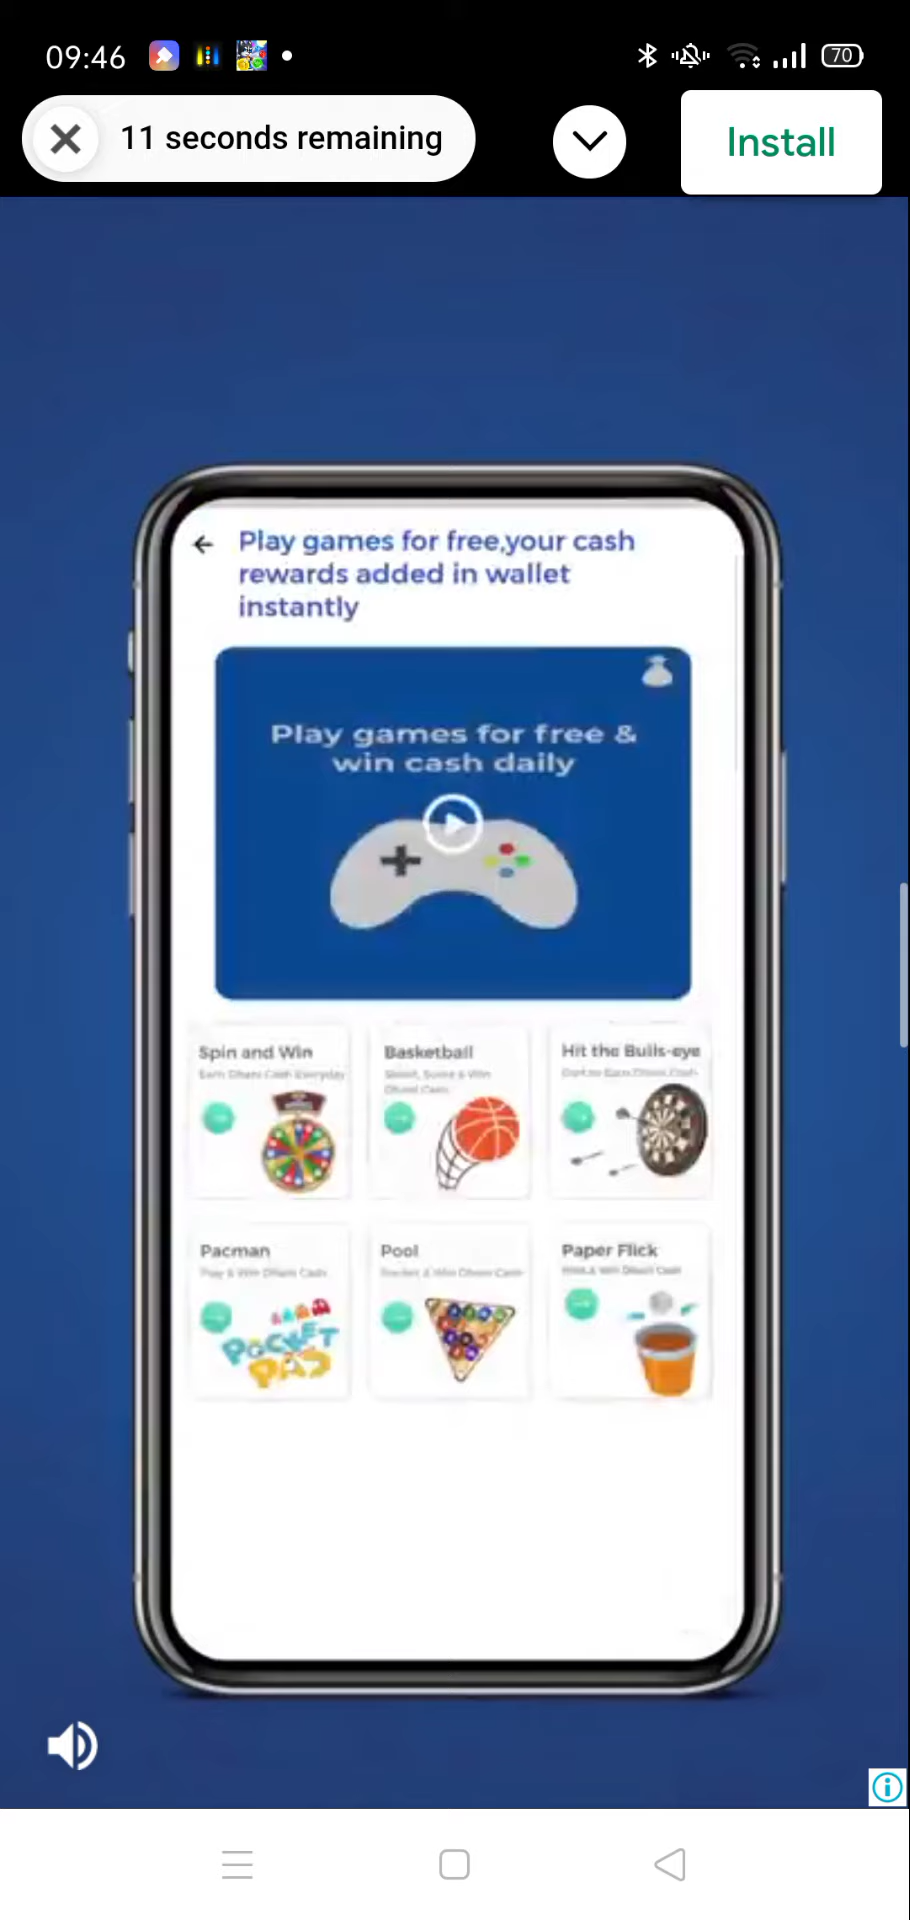 09:46
70
11 seconds remaining
Install
Play games for free,your cash
rewards added in wallet
instantly
Play games for free &
win cash daily
Spin and Win
Earn Dhani Cash Everyday
Basketball
Shoot, Score & Win
Dhani Cash
Hit the Bulls-eye
Dart to Earn Dhani Cash
Pacman
Play & Win Dhani Cash
POCKET
Pool
Pocket & Win Dhani Cash
Paper Flick
Win Dhani Cash